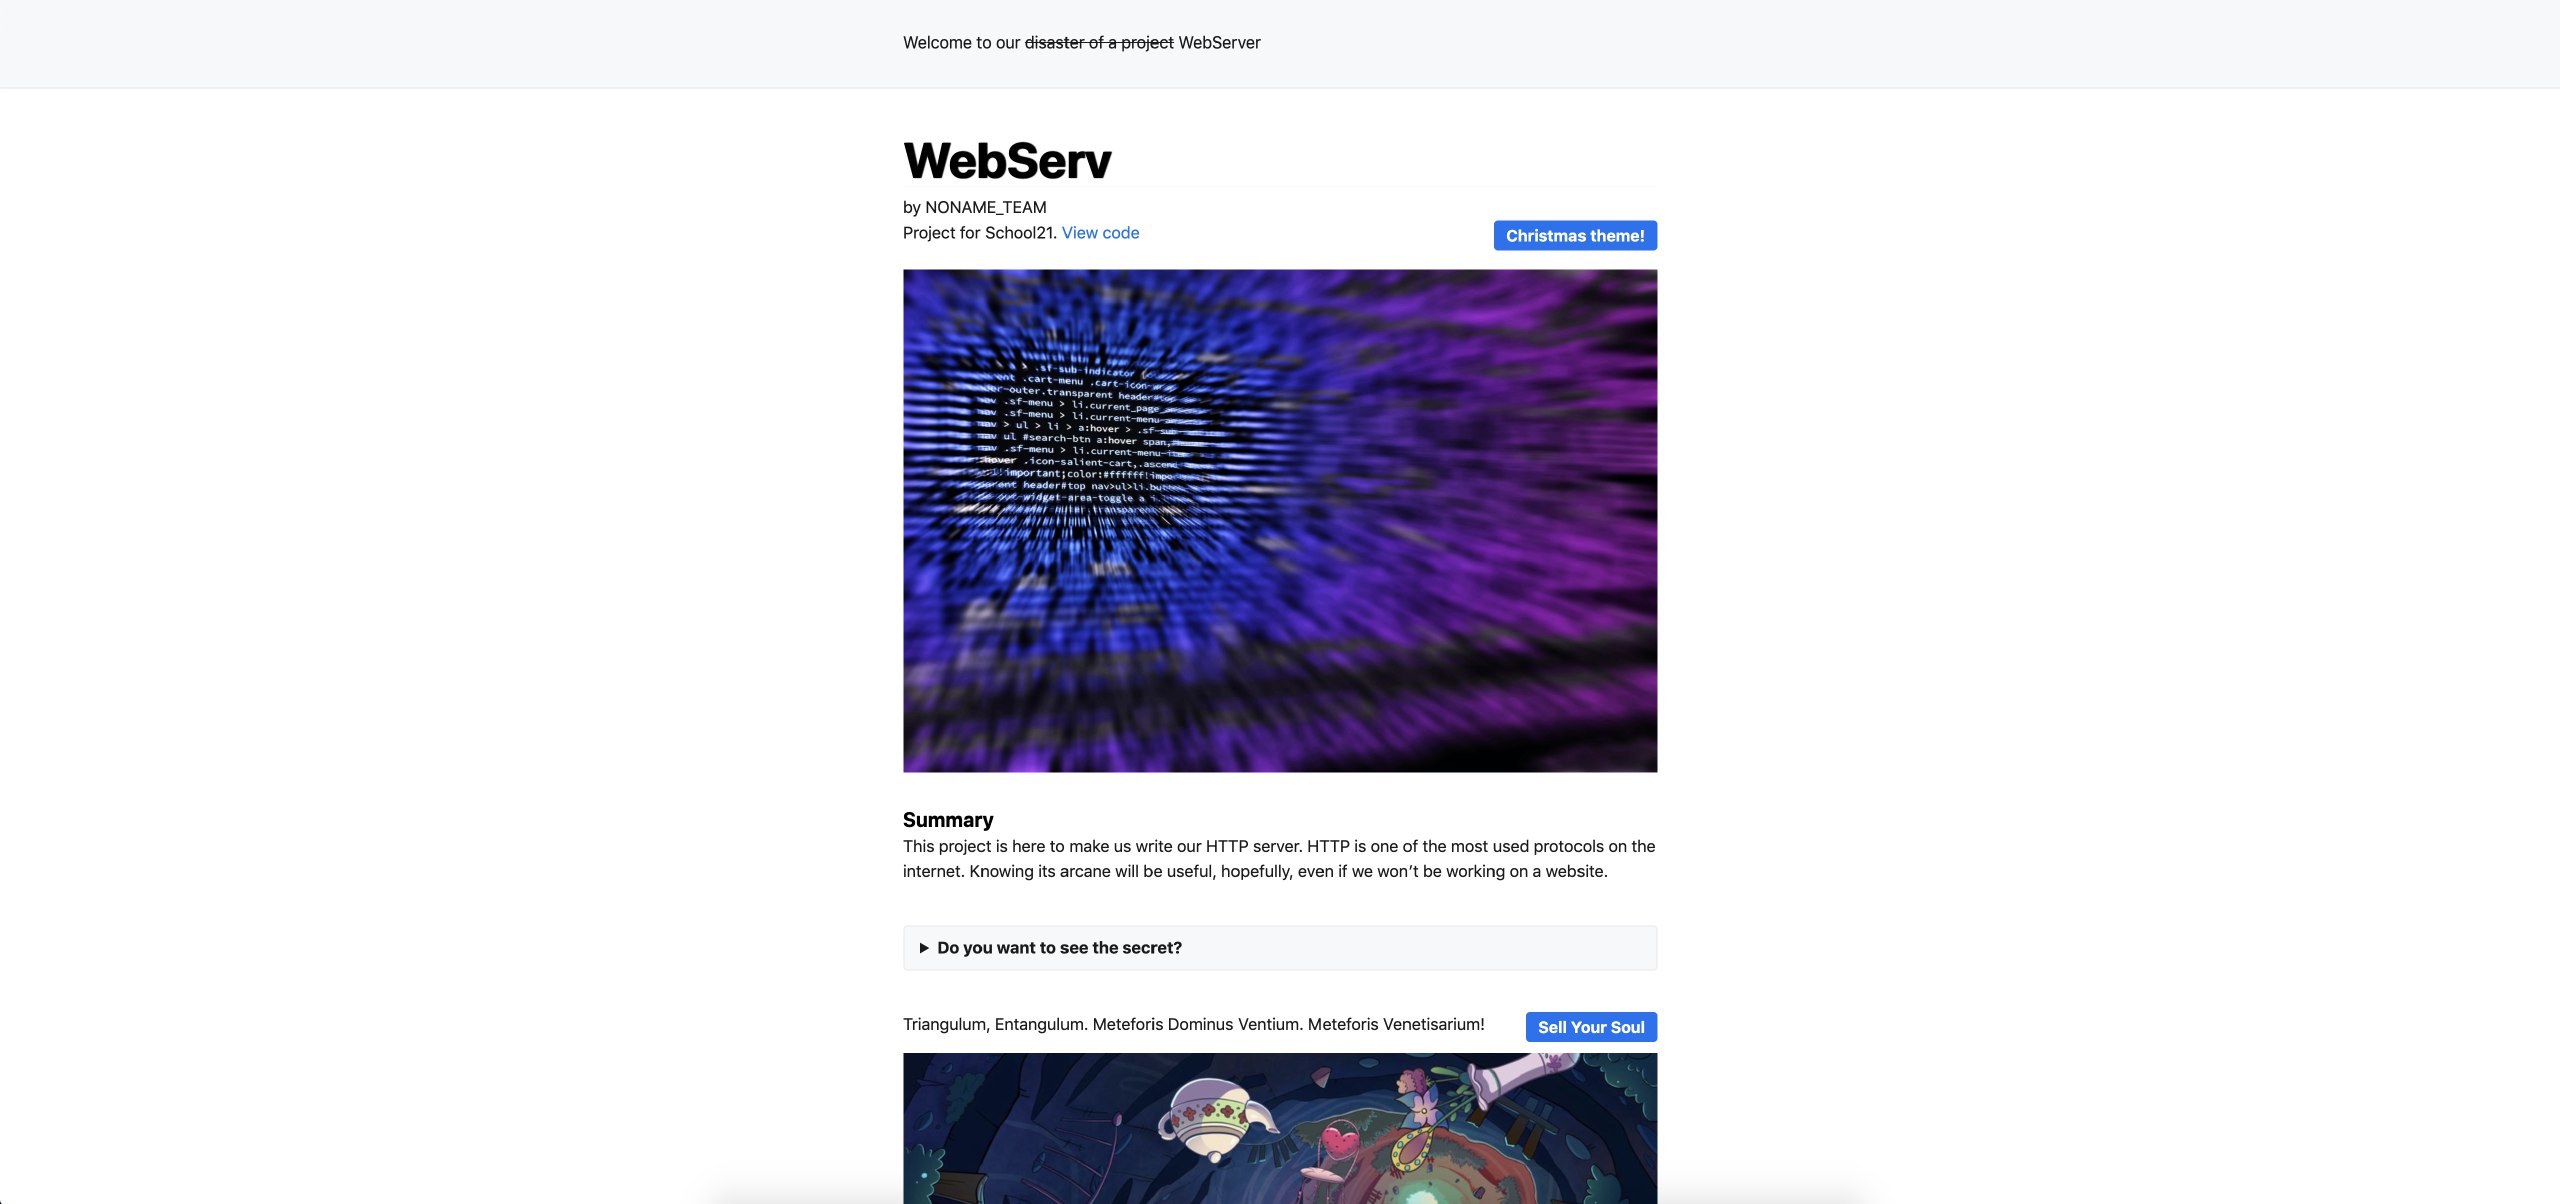 Welcome to our disaster of a project WebServer
WebServ
by NONAME_TEAM
Project for School21. View code
Christmas theme!
.sf-sub-indicator
.cart-menu .cart-icon
outer.transparent header#top
.sf-menu > li.current_page
.sf-menu > li.current-menu
> ul > li > a:hover > .sf-sub
ul #search-btn a:hover span,
.sf-menu > li.current-menu-item
:hover .icon-salient-cart,.ascend
!important;color:#ffffff!impo
header#top nav>ul>li.but
widget-area-toggle a i
Summary
This project is here to make us write our HTTP server. HTTP is one of the most used protocols on the
internet. Knowing its arcane will be useful, hopefully, even if we won’t be working on a website.
Do you want to see the secret?
Triangulum, Entangulum. Meteforis Dominus Ventium. Meteforis Venetisarium!
Sell Your Soul